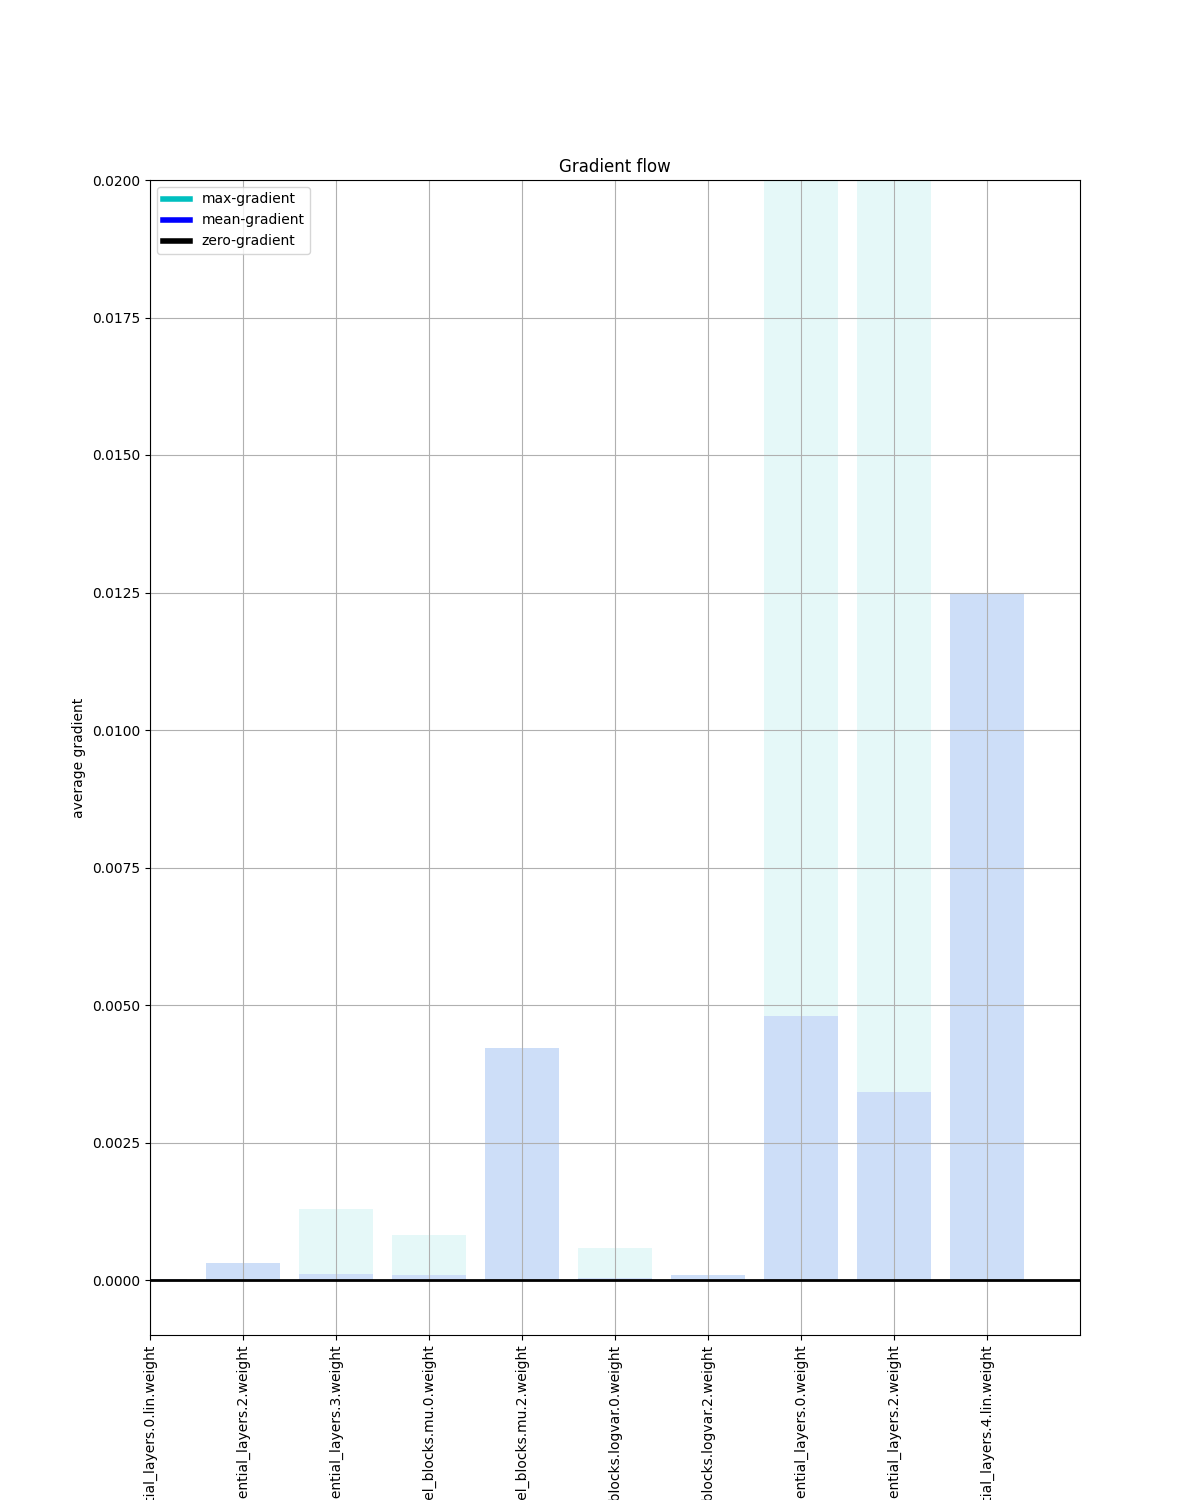 Gradient flow
max-gradient
mean-gradient
zero-gradient
0.0200
0.0175
0.0150
0.0125
0.0100
0.0075
0.0050
0.0025
0.0000
average gradient
tial_layers.0.lin.weight
ential_layers.2.weight
ential_layers.3.weight
el_blocks.mu.0.weight
el_blocks.mu.2.weight
blocks.logvar.0.weight
blocks.logvar.2.weight
ential_layers.0.weight
ential_layers.2.weight
tial_layers.4.lin.weight